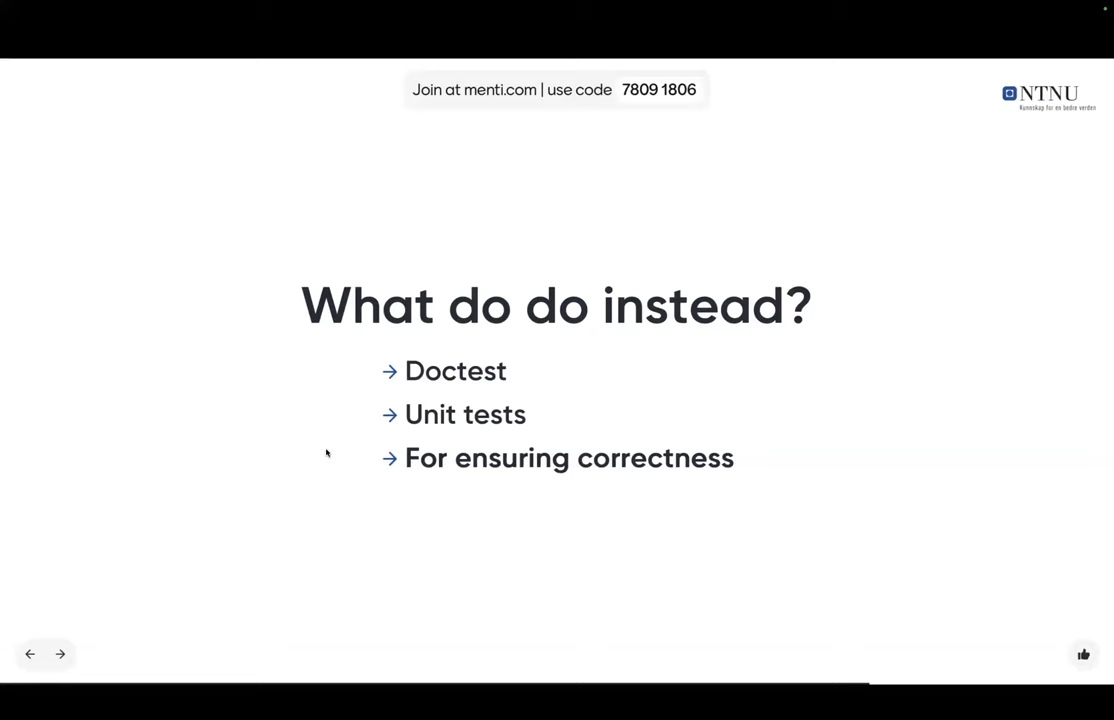 Join at menti.com | use code 7809 1806
NTNU
Kunnskap for en bedre verden
What do do instead?
→ Doctest
→ Unit tests
→ For ensuring correctness